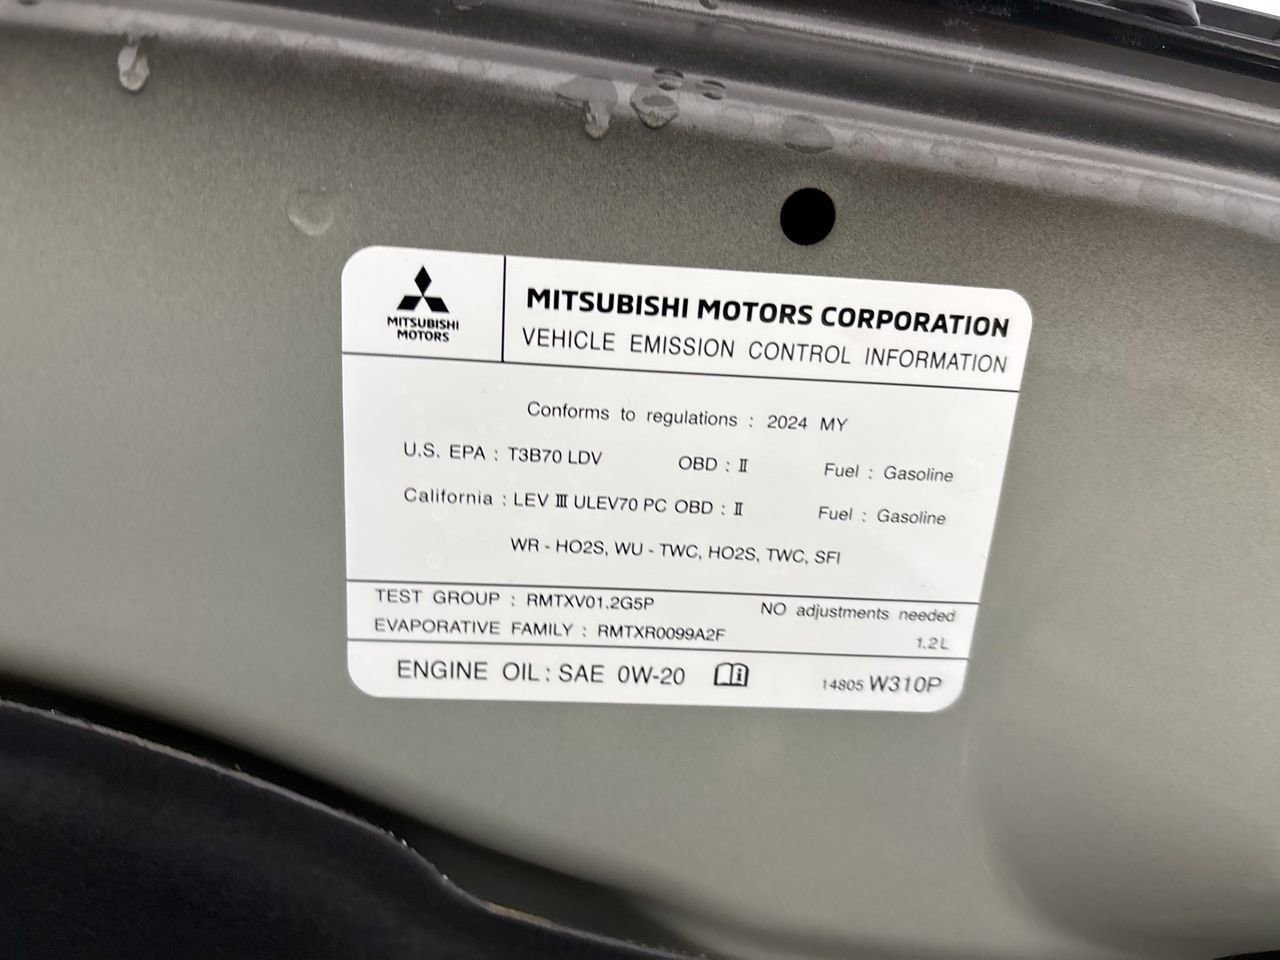 MITSUBISHI
MOTORS
MITSUBISHI MOTORS CORPORATION
VEHICLE EMISSION CONTROL INFORMATION
Conforms to regulations : 2024 MY
U.S. EPA : T3B70 LDV OBD : Ⅱ Fuel : Gasoline
California : LEV Ⅲ ULEV70 PC OBD : Ⅱ Fuel : Gasoline
WR - HO2S, WU - TWC, HO2S, TWC, SFI
TEST GROUP : RMTXV01.2G5P NO adjustments needed
EVAPORATIVE FAMILY : RMTXR0099A2F 1.2L
ENGINE OIL : SAE 0W-20 14805 W310P